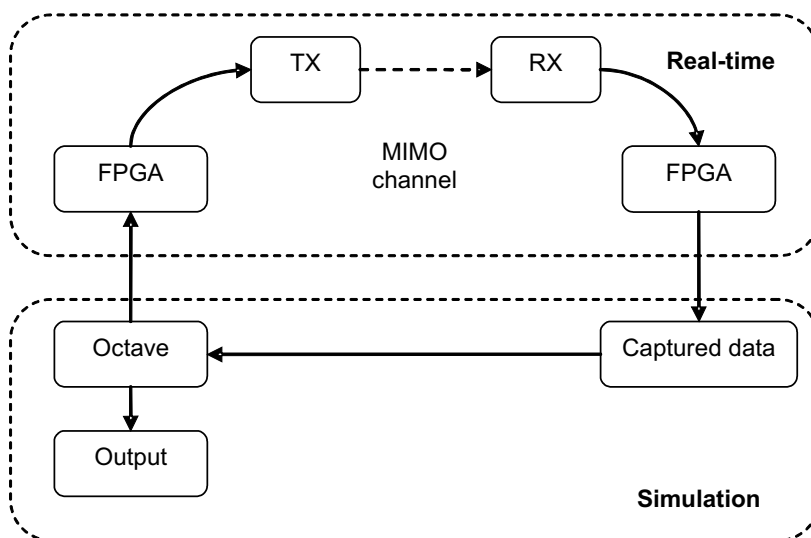 TX
RX
Real-time
FPGA
MIMO
channel
FPGA
Octave
Captured data
Output
Simulation